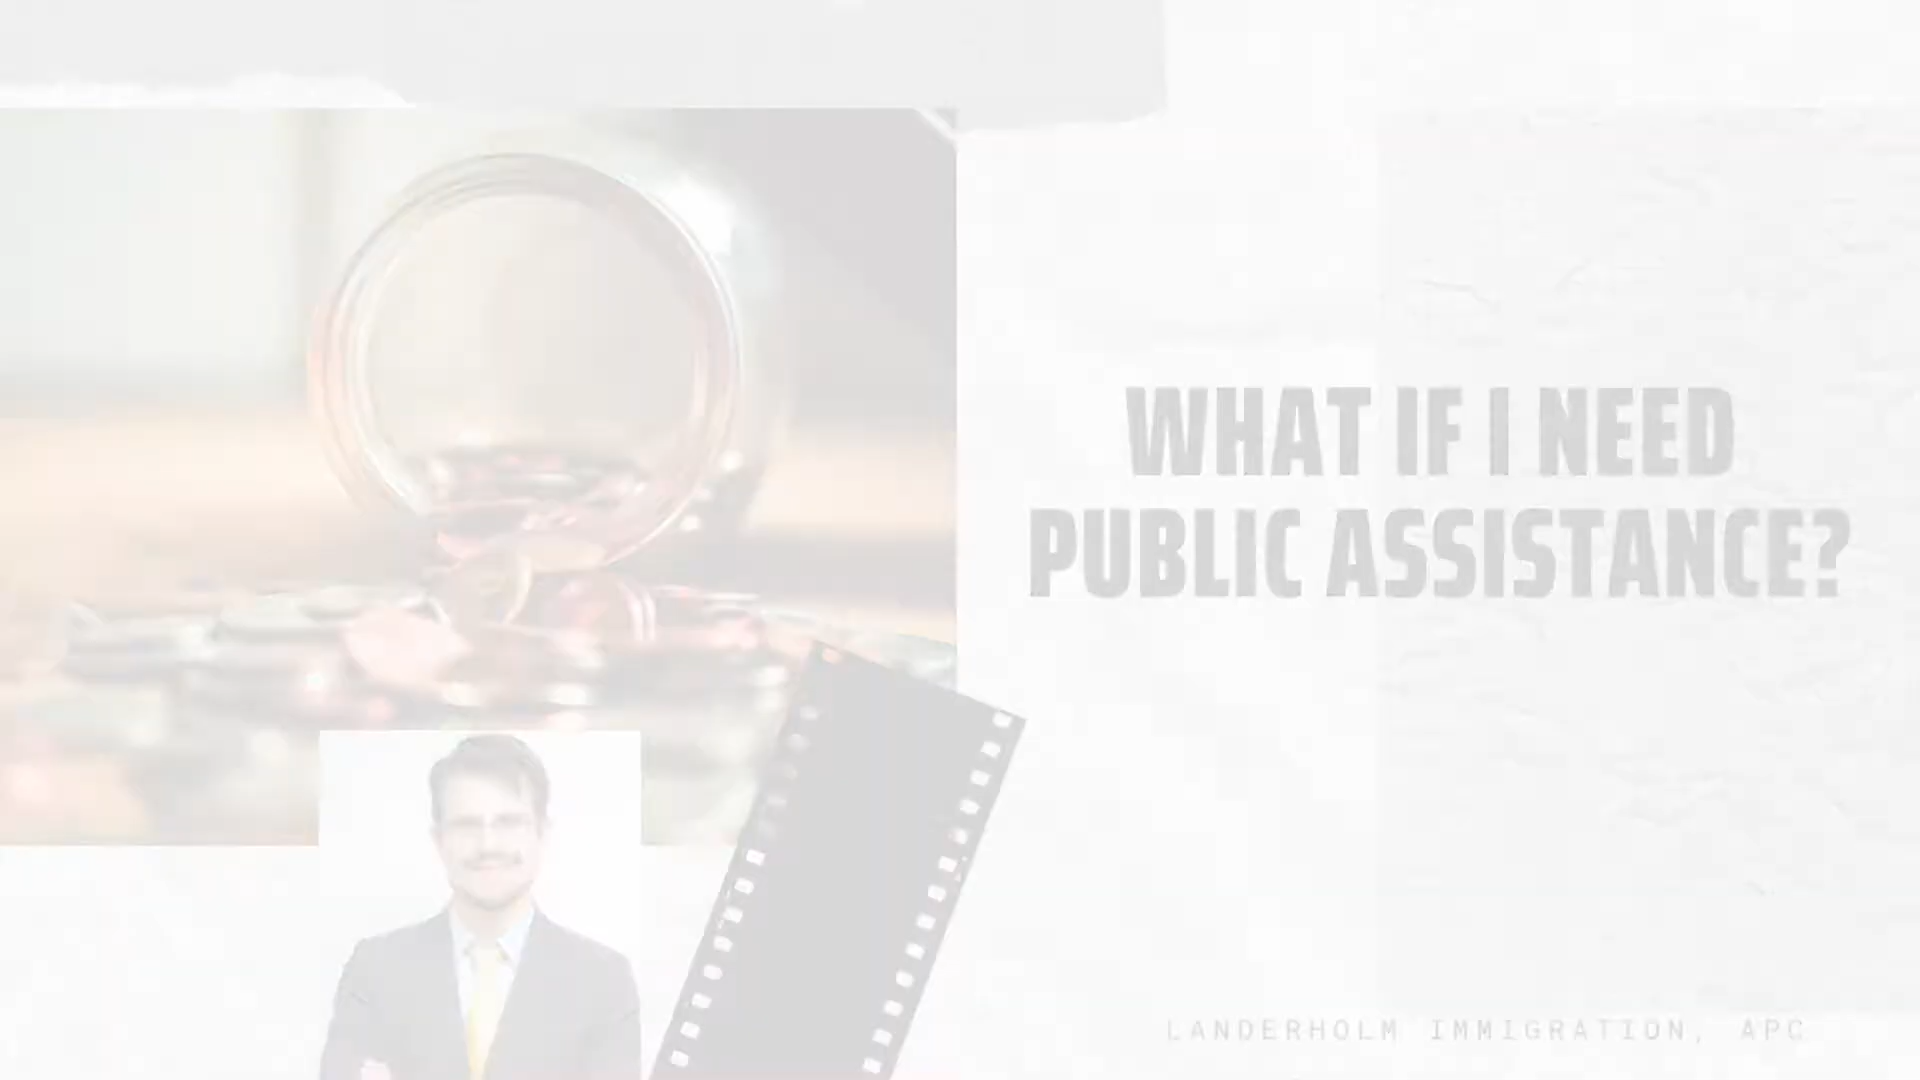 WHAT IF I NEED
PUBLIC ASSISTANCE?
LANDERHOLM IMMIGRATION, APC